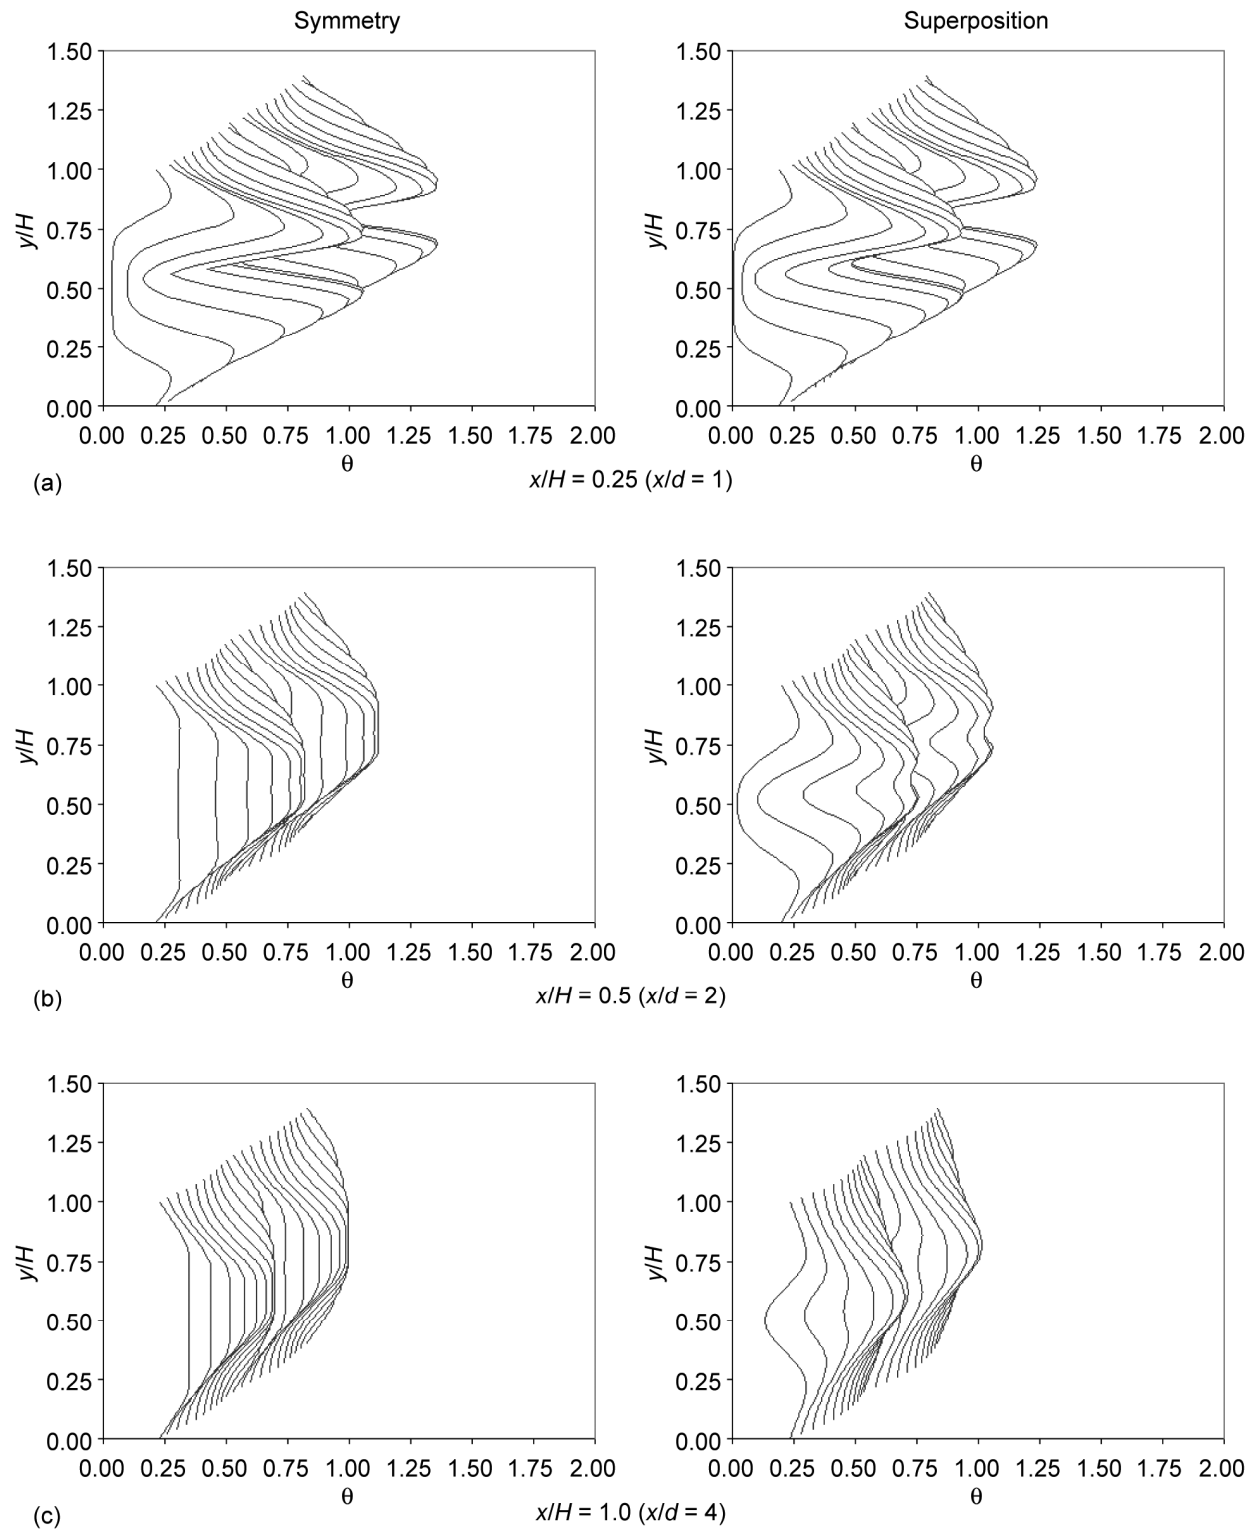 Symmetry Superposition
1.50 1.50
1.25 1.25
1.00 1.00
y/H y/H
0.75 0.75
0.50 0.50
0.25 0.25
0.00 0.00
0.00 0.25 0.50 0.75 1.00 1.25 1.50 2.00 0.00 0.25 0.50 0.75 1.00 1.25 1.50 1.75 2.00
θ θ
(a) x/H = 0.25 (x/d = 1)
1.50 1.50
1.25 1.25
1.00 1.00
y/H y/H
0.75 0.75
0.50 0.50
0.25 0.25
0.00 0.00
0.00 0.25 0.50 0.75 1.00 1.25 1.50 1.75 2.00 0.00 0.25 0.50 0.75 1.00 1.25 1.50 1.75 2.00
θ θ
(b) x/H = 0.5 (x/d = 2)
1.50 1.50
1.25 1.25
1.00 1.00
y/H y/H
0.75 0.75
0.50 0.50
0.25 0.25
0.00 0.00
0.00 0.25 0.50 0.75 1.00 1.25 1.50 1.75 2.00 0.00 0.25 0.50 0.75 1.00 1.25 1.50 1.75 2.00
θ θ
(c) x/H = 1.0 (x/d = 4)